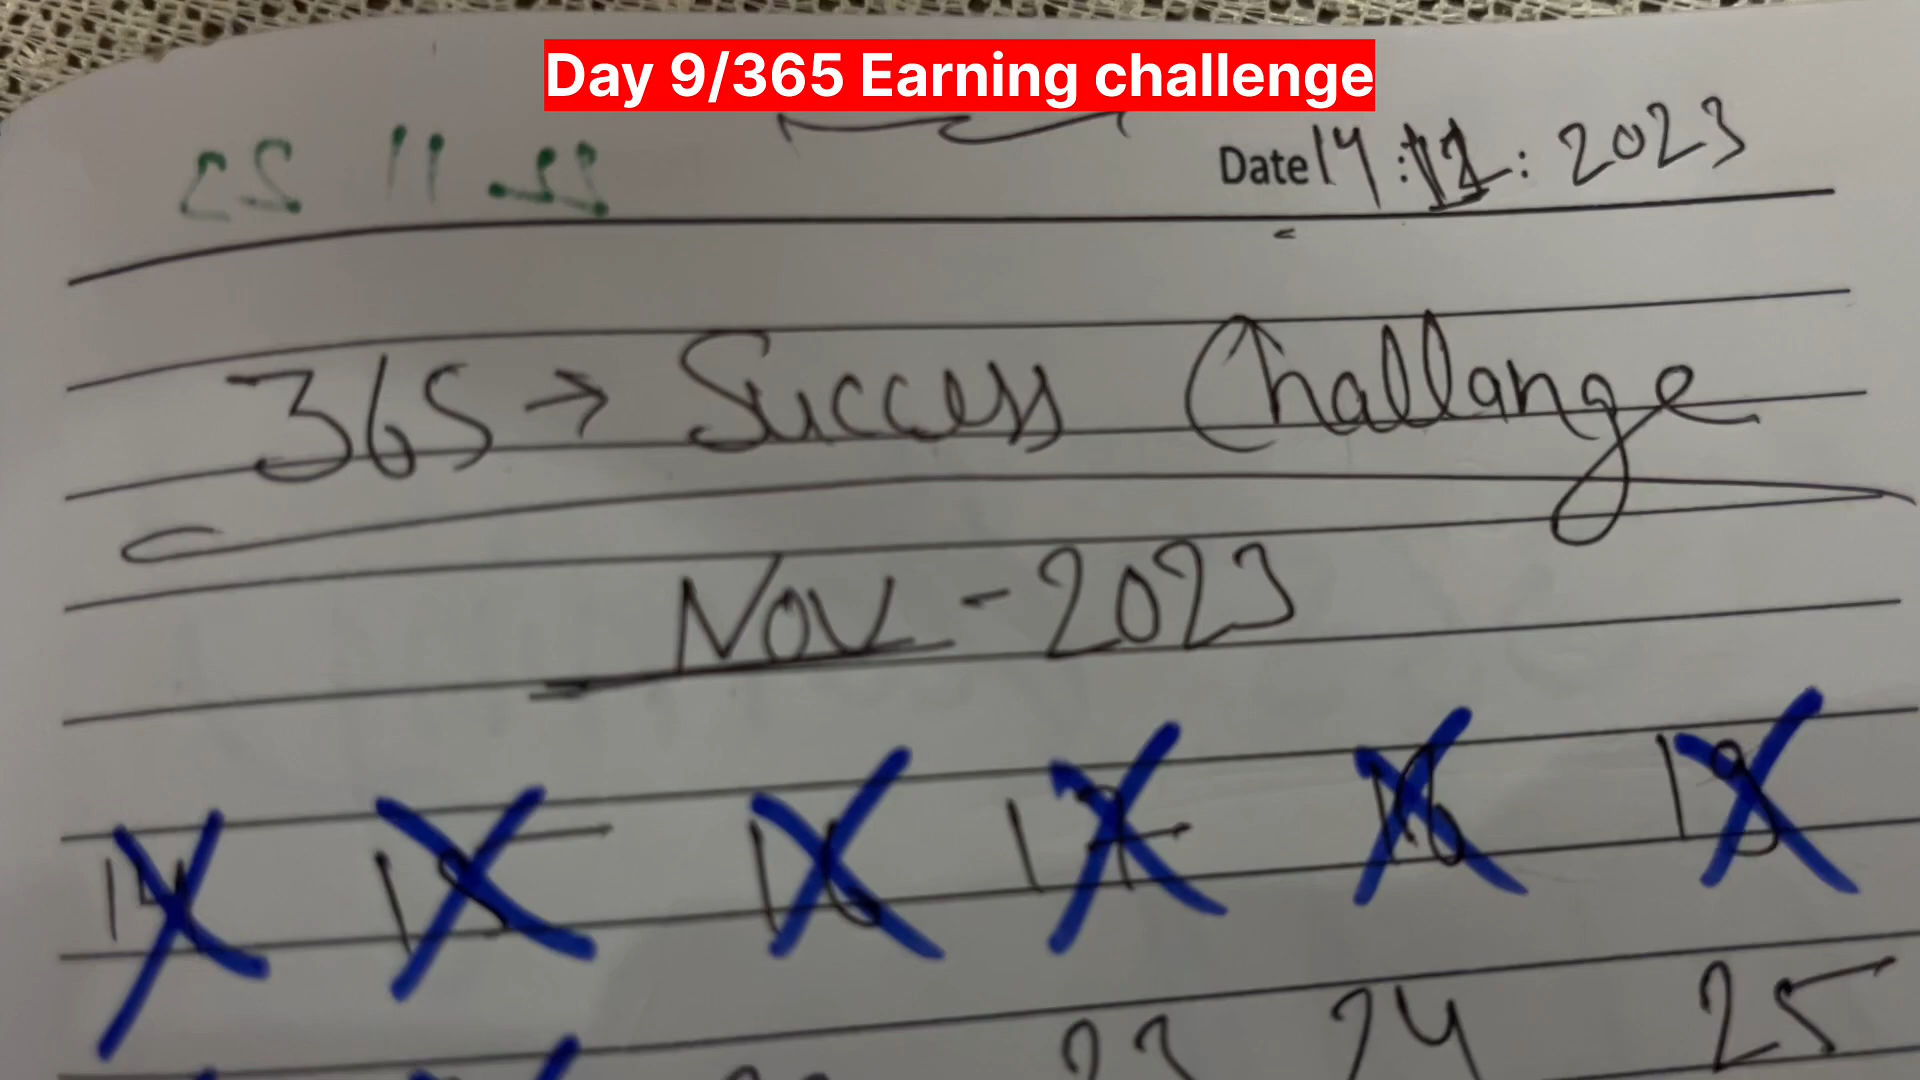 Day 9/365 Earning challenge
Date 14 : 11 : 2023
365 → Success Challange
Nov - 2023
14 15 16 17 18 19
23 24 25